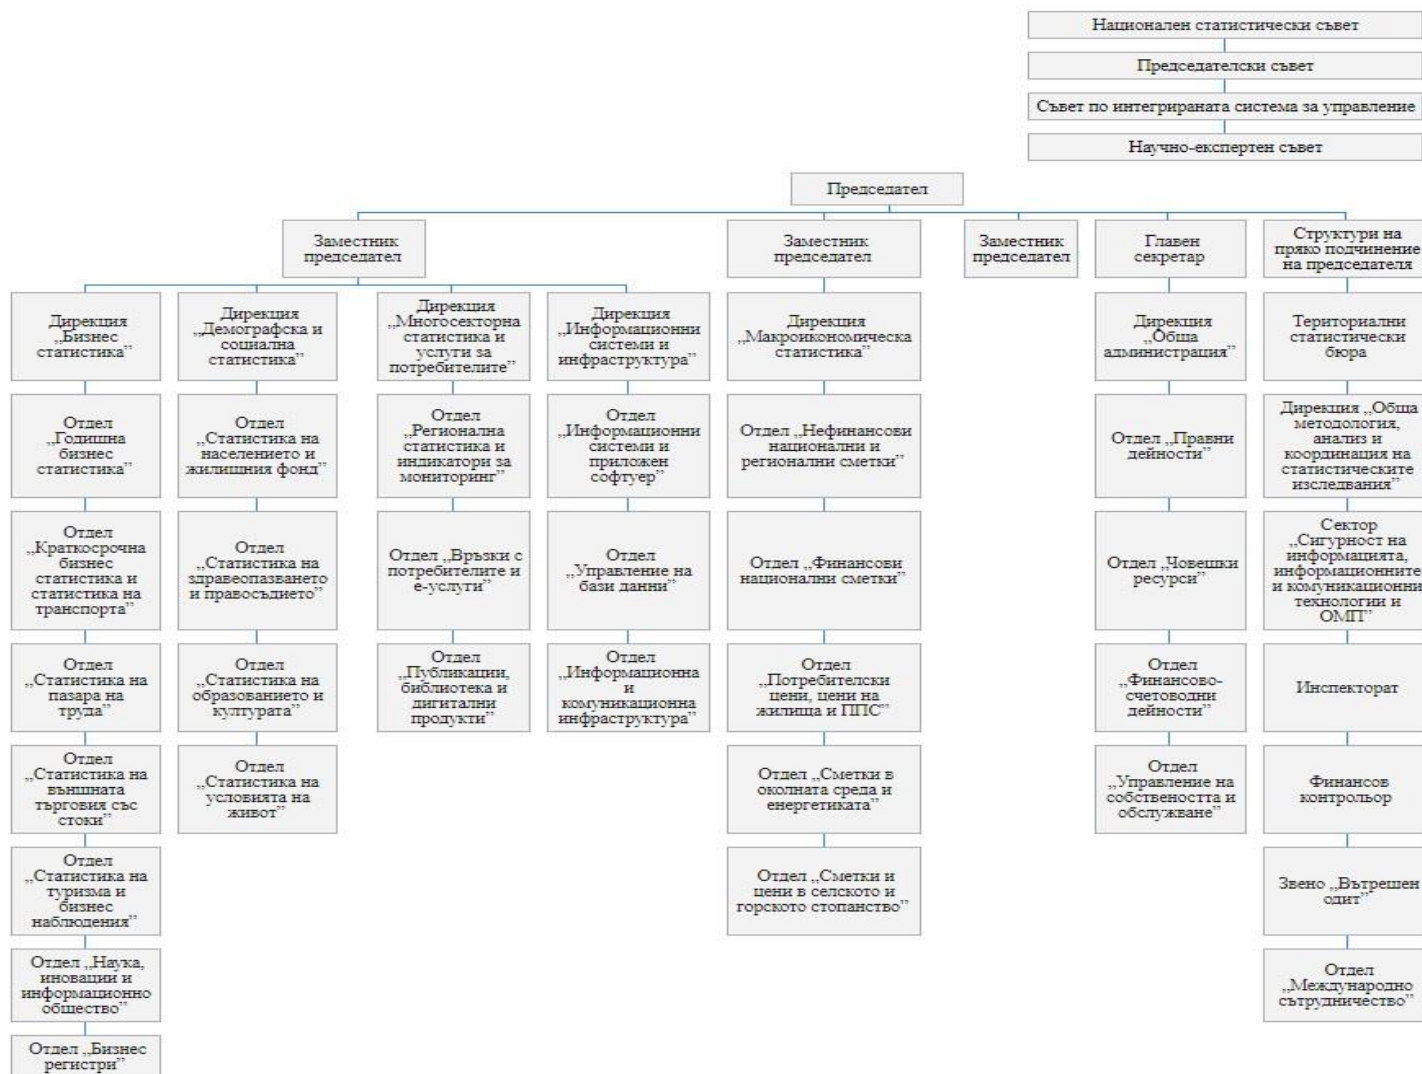 Национален статистически съвет
Председателски съвет
Съвет по интегрираната система за управление
Научно-експертен съвет
Председател
Заместник
председател
Заместник
председател
Заместник
председател
Главен
секретар
Структури на
пряко подчинение
на председателя
Дирекция
„Бизнес
статистика”
Дирекция
„Демографска и
социална
статистика”
Дирекция
„Многосекторна
статистика и
услуги за
потребителите”
Дирекция
„Информационни
системи и
инфраструктура”
Дирекция
„Макроикономическа
статистика”
Дирекция
„Обща
администрация”
Териториални
статистически
бюра
Отдел
„Годишна
бизнес
статистика”
Отдел
„Статистика на
населението и
жилищния фонд”
Отдел
„Регионална
статистика и
индикатори за
мониторинг”
Отдел
„Информационни
системи и
приложен
софтуер”
Отдел „Нефинансови
национални и
регионални сметки”
Отдел „Правни
дейности”
Дирекция „Обща
методология,
анализ и
координация на
статистическите
изследвания”
Отдел
„Краткосрочна
бизнес
статистика и
статистика на
транспорта”
Отдел
„Статистика на
здравеопазването
и правосъдието”
Отдел „Връзки с
потребителите и
е-услуги”
Отдел
„Управление на
бази данни”
Отдел „Финансови
национални сметки”
Отдел „Човешки
ресурси”
Сектор
„Сигурност на
информацията,
информационните
и комуникационни
технологии и
ОМП”
Отдел
„Статистика на
пазара на
труда”
Отдел
„Статистика на
образованието и
културата”
Отдел
„Публикации,
библиотека и
дигитални
продукти”
Отдел
„Информационна
и
комуникационна
инфраструктура”
Отдел
„Потребителски
цени, цени на
жилища и ППС”
Отдел
„Финансово-
счетоводни
дейности”
Инспекторат
Отдел
„Статистика на
външната
търговия със
стоки”
Отдел
„Статистика на
условията на
живот”
Отдел „Сметки в
околната среда и
енергетиката”
Отдел
„Управление на
собствеността и
обслужване”
Финансов
контрольор
Отдел
„Статистика на
туризма и
бизнес
наблюдения”
Отдел „Сметки и
цени в селското и
горското стопанство”
Звено „Вътрешен
одит”
Отдел „Наука,
иновации и
информационно
общество”
Отдел
„Международно
сътрудничество”
Отдел „Бизнес
регистри”